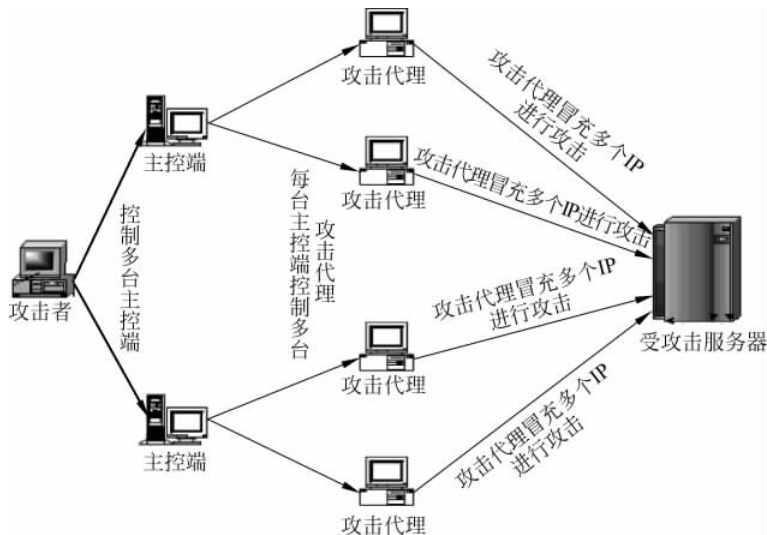 攻击代理
攻击代理冒充多个IP
进行攻击
主控端
攻击代理
攻击代理冒充多个IP进行攻击
控制多台主控端
每台主控端控制多台
攻击代理
攻击者
攻击代理冒充多个IP
进行攻击
受攻击服务器
攻击代理
主控端
攻击代理冒充多个IP
进行攻击
攻击代理